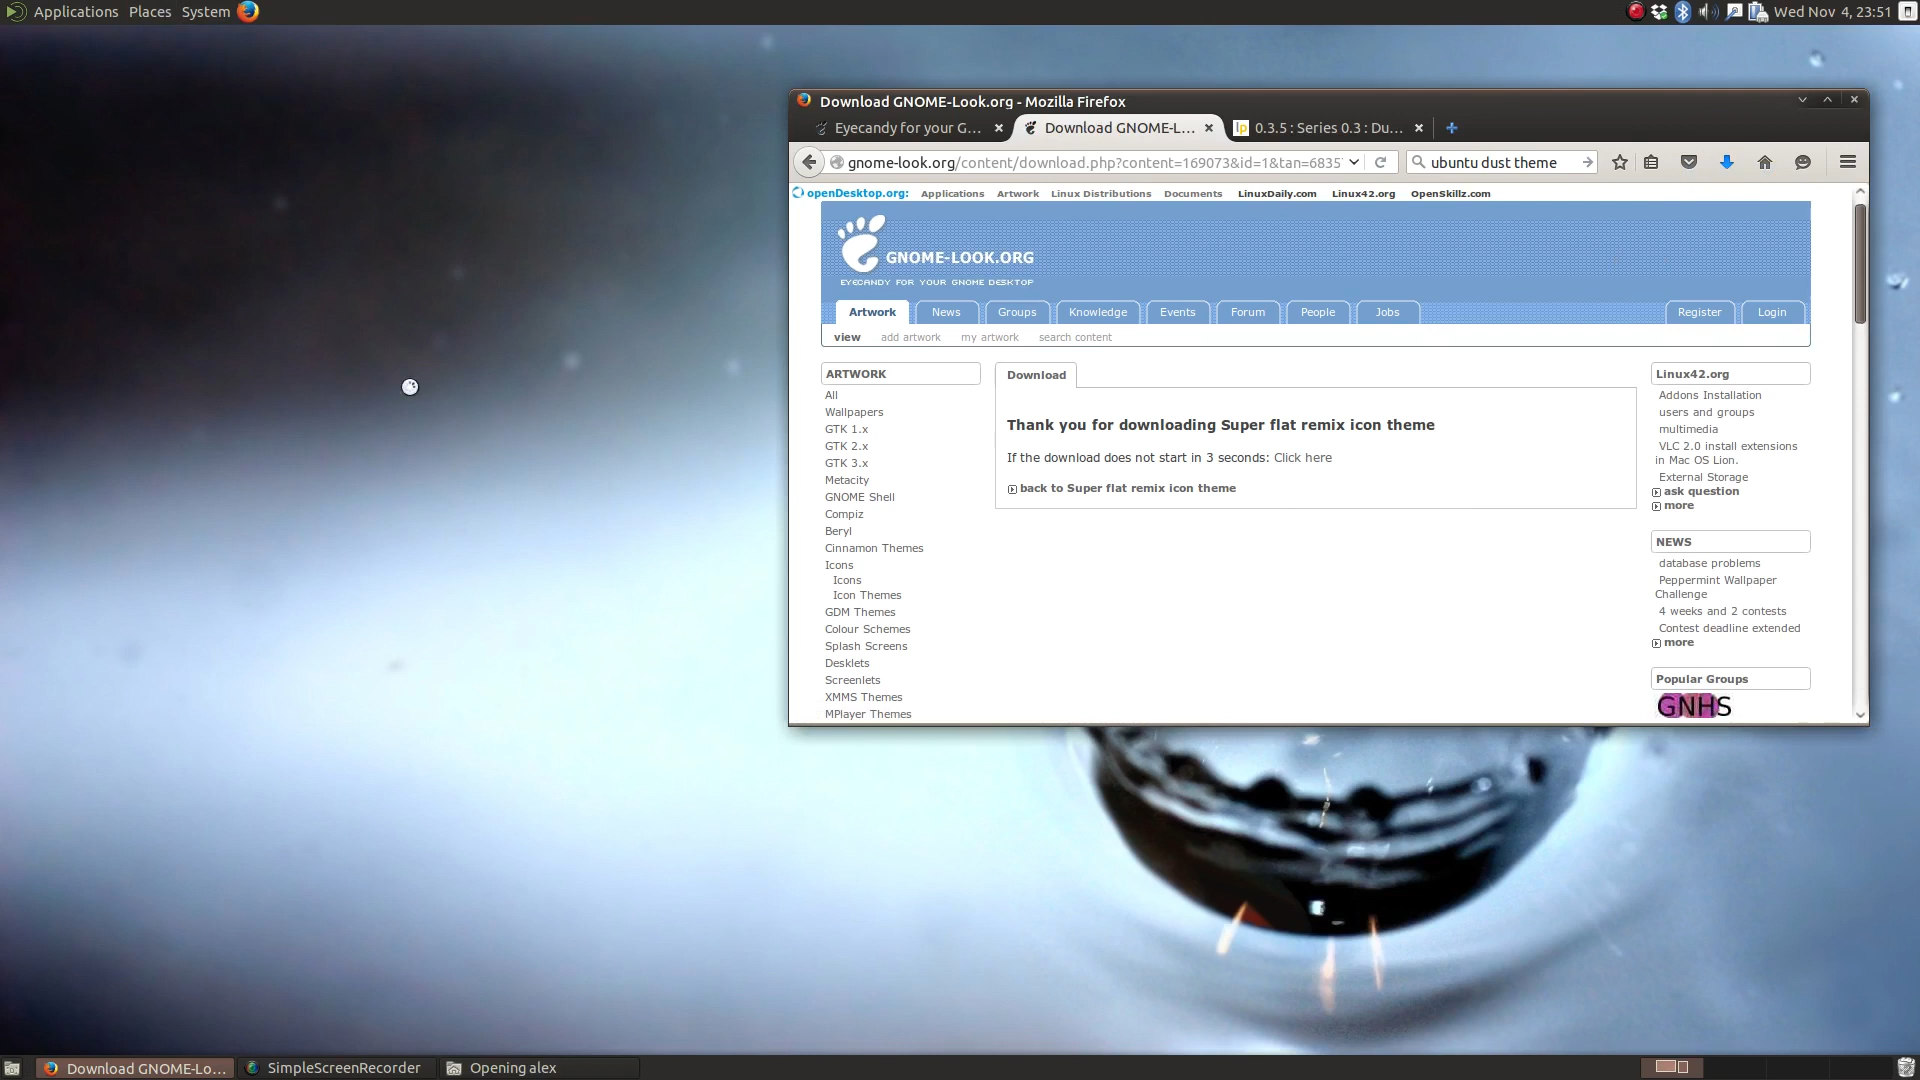 Applications Places System
Wed Nov 4, 23:51
Download GNOME-Look.org - Mozilla Firefox
Eyecandy for your G...
Download GNOME-L...
lp 0.3.5 : Series 0.3 : Du...
gnome-look.org/content/download.php?content=169073&id=1&tan=6835
ubuntu dust theme
openDesktop.org: Applications Artwork Linux Distributions Documents LinuxDaily.com Linux42.org OpenSkillz.com
GNOME-LOOK.ORG
EYECANDY FOR YOUR GNOME DESKTOP
Artwork News Groups Knowledge Events Forum People Jobs Register Login
view add artwork my artwork search content
ARTWORK
All
Wallpapers
GTK 1.x
GTK 2.x
GTK 3.x
Metacity
GNOME Shell
Compiz
Beryl
Cinnamon Themes
Icons
Icons
Icon Themes
GDM Themes
Colour Schemes
Splash Screens
Desklets
Screenlets
XMMS Themes
MPlayer Themes
Download
Thank you for downloading Super flat remix icon theme
If the download does not start in 3 seconds: Click here
back to Super flat remix icon theme
Linux42.org
Addons Installation
users and groups
multimedia
VLC 2.0 install extensions
in Mac OS Lion.
External Storage
ask question
more
NEWS
database problems
Peppermint Wallpaper
Challenge
4 weeks and 2 contests
Contest deadline extended
more
Popular Groups
GNHS
Download GNOME-Lo...
SimpleScreenRecorder
Opening alex